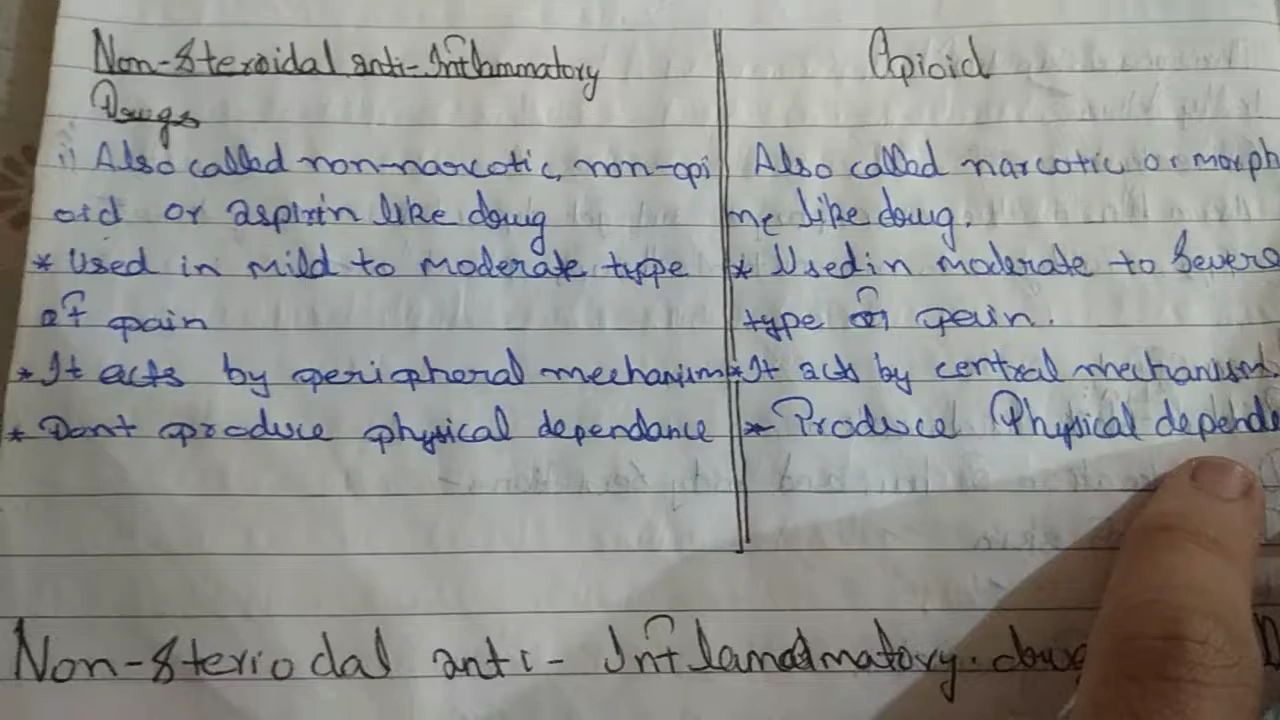 Non-Steroidal anti-Inflammatory
Drugs
i) Also called non-narcotic, non-opi
oid or aspirin like drug
* Used in mild to moderate type
of pain
* It acts by peripheral mechanism
* Dont produce physical dependance
Opioid
Also called narcotic or morph
ine like drug.
* Used in moderate to Severe
type of pain.
* It acts by central mechanism.
* Produce Physical depende
Non-Steriodal anti-Inflamatmatory. drug